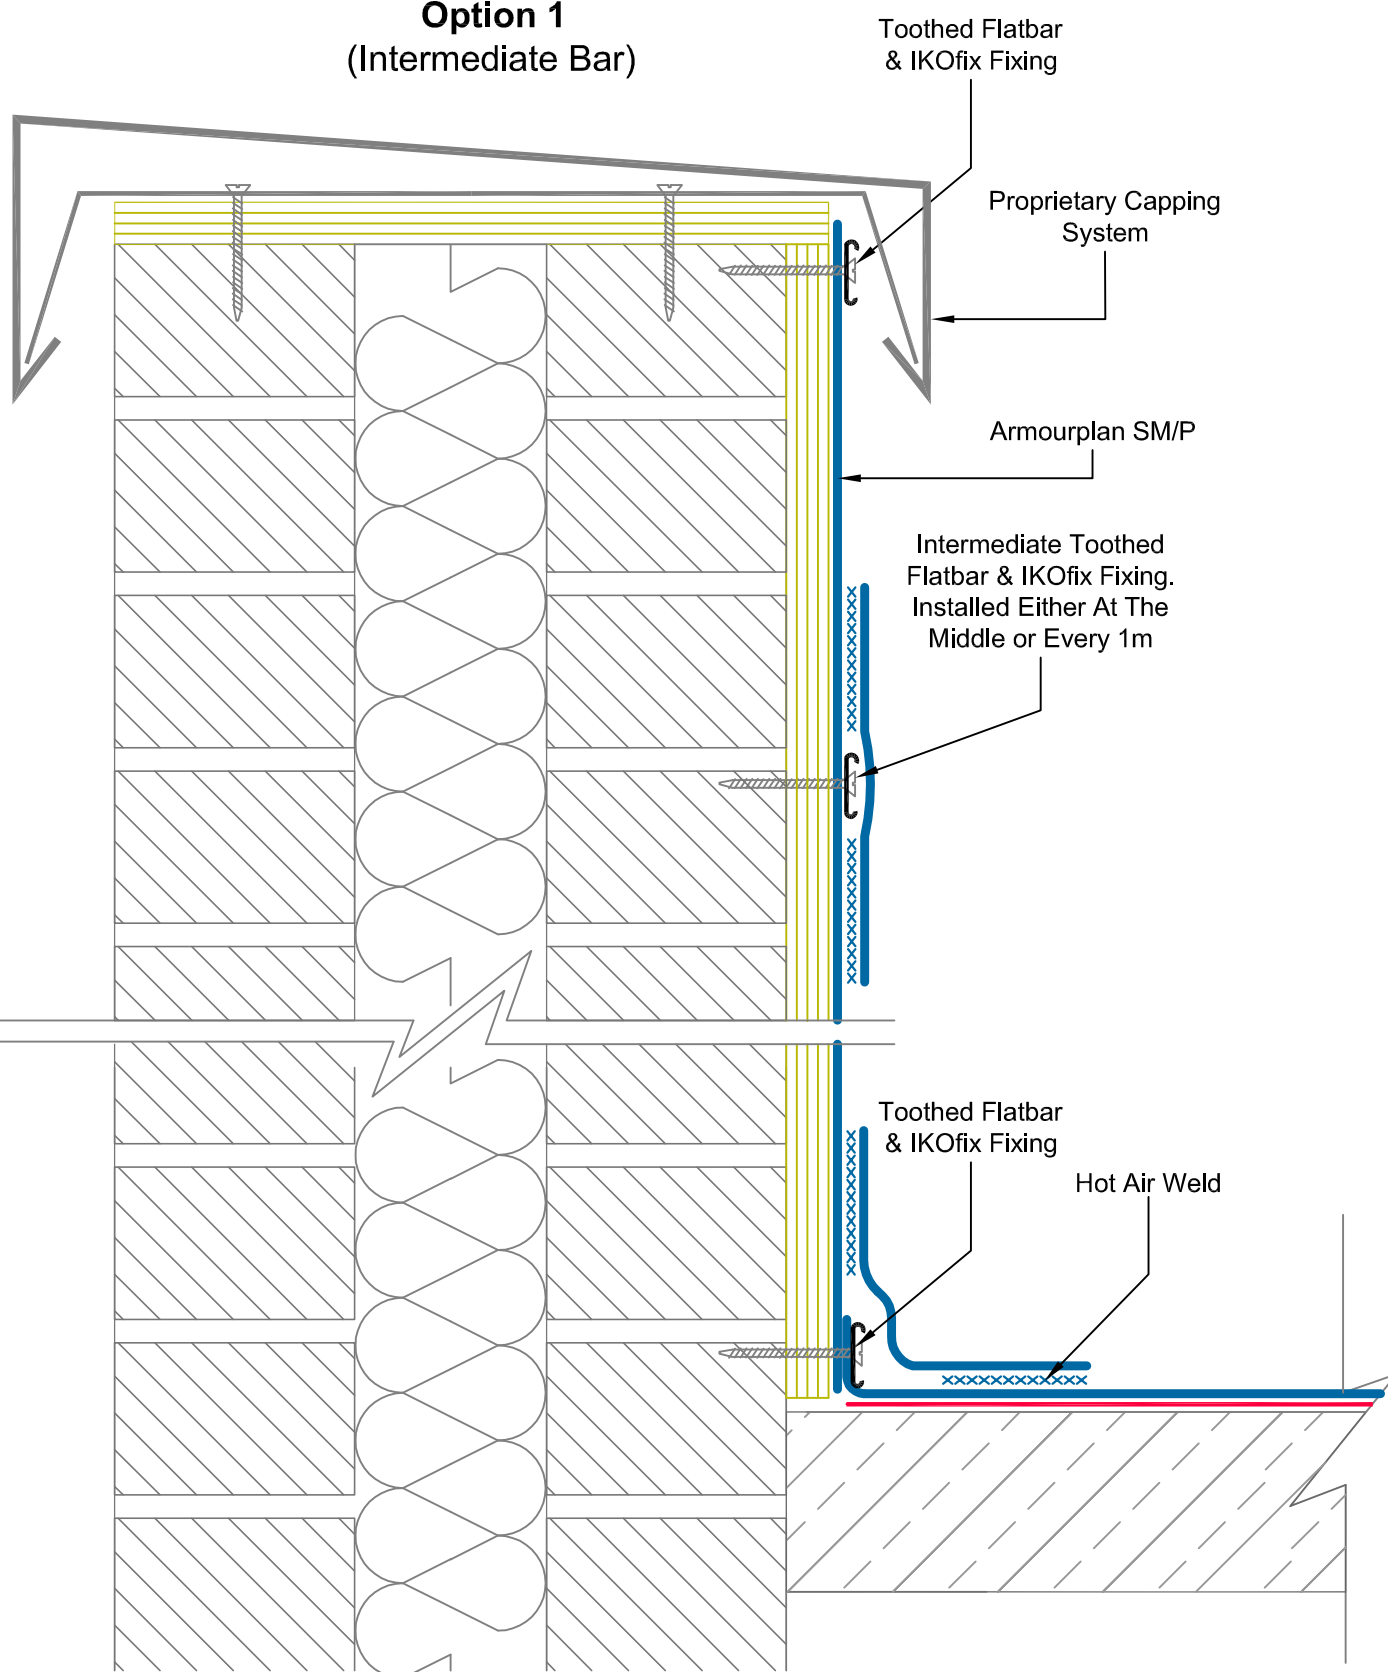 Option 1
(Intermediate Bar)
Toothed Flatbar
& IKOfix Fixing
Proprietary Capping
System
Armourplan SM/P
Intermediate Toothed
Flatbar & IKOfix Fixing.
Installed Either At The
Middle or Every 1m
Toothed Flatbar
& IKOfix Fixing
Hot Air Weld